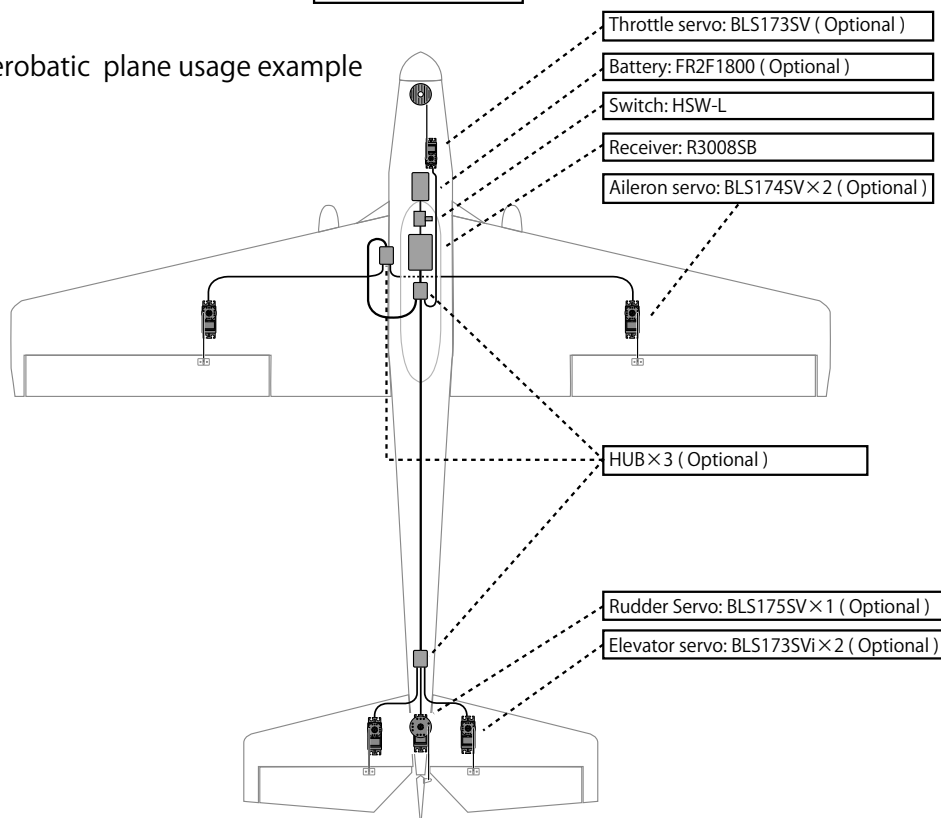 Throttle servo: BLS173SV ( Optional )
erobatic plane usage example
Battery: FR2F1800 ( Optional )
Switch: HSW-L
Receiver: R3008SB
Aileron servo: BLS174SV×2 ( Optional )
HUB×3 ( Optional )
Rudder Servo: BLS175SV×1 ( Optional )
Elevator servo: BLS173SVi×2 ( Optional )